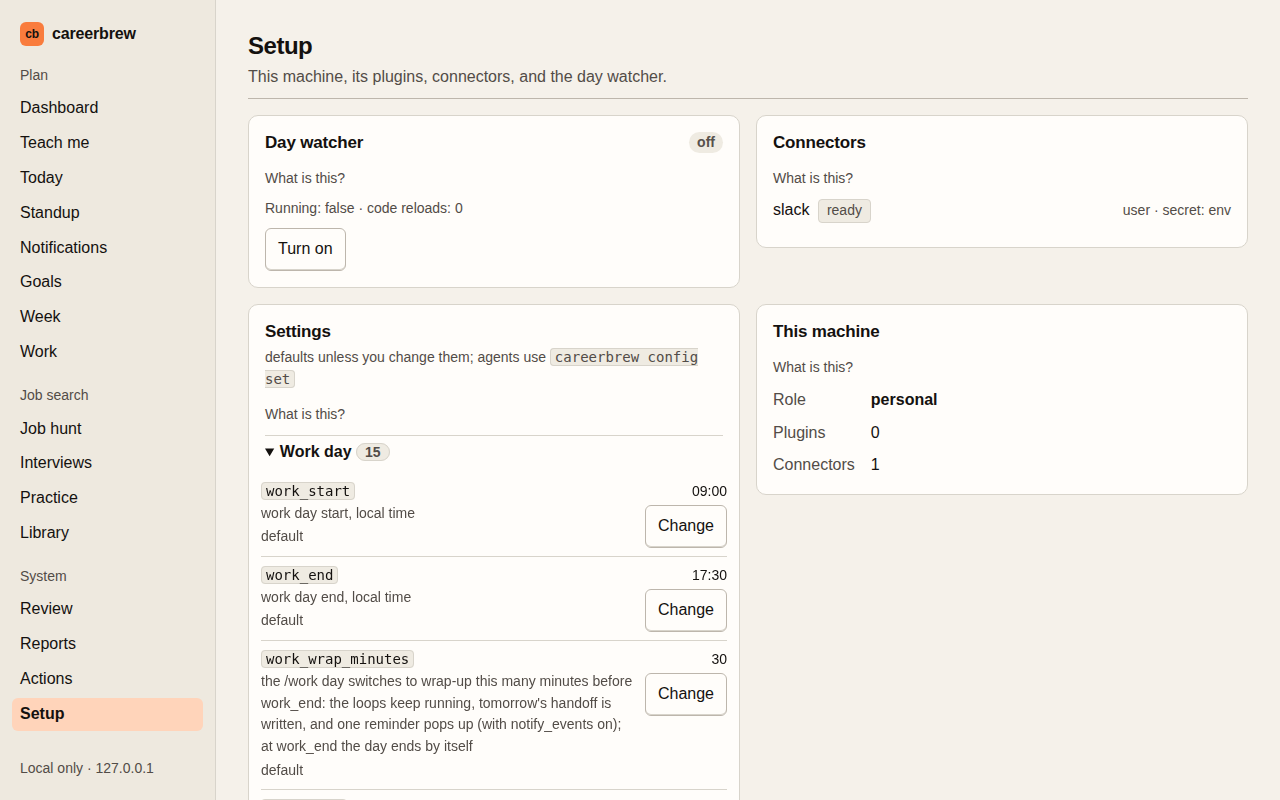 cb careerbrew
Plan
Dashboard
Teach me
Today
Standup
Notifications
Goals
Week
Work
Job search
Job hunt
Interviews
Practice
Library
System
Review
Reports
Actions
Setup
Local only · 127.0.0.1
Setup
This machine, its plugins, connectors, and the day watcher.
Day watcher off
What is this?
Running: false · code reloads: 0
Turn on
Connectors
What is this?
slack ready user · secret: env
Settings
defaults unless you change them; agents use careerbrew config
set
What is this?
▼ Work day 15
work_start 09:00
work day start, local time
default
Change
work_end 17:30
work day end, local time
default
Change
work_wrap_minutes 30
the /work day switches to wrap-up this many minutes before
work_end: the loops keep running, tomorrow's handoff is
written, and one reminder pops up (with notify_events on);
at work_end the day ends by itself
default
Change
This machine
What is this?
Role personal
Plugins 0
Connectors 1